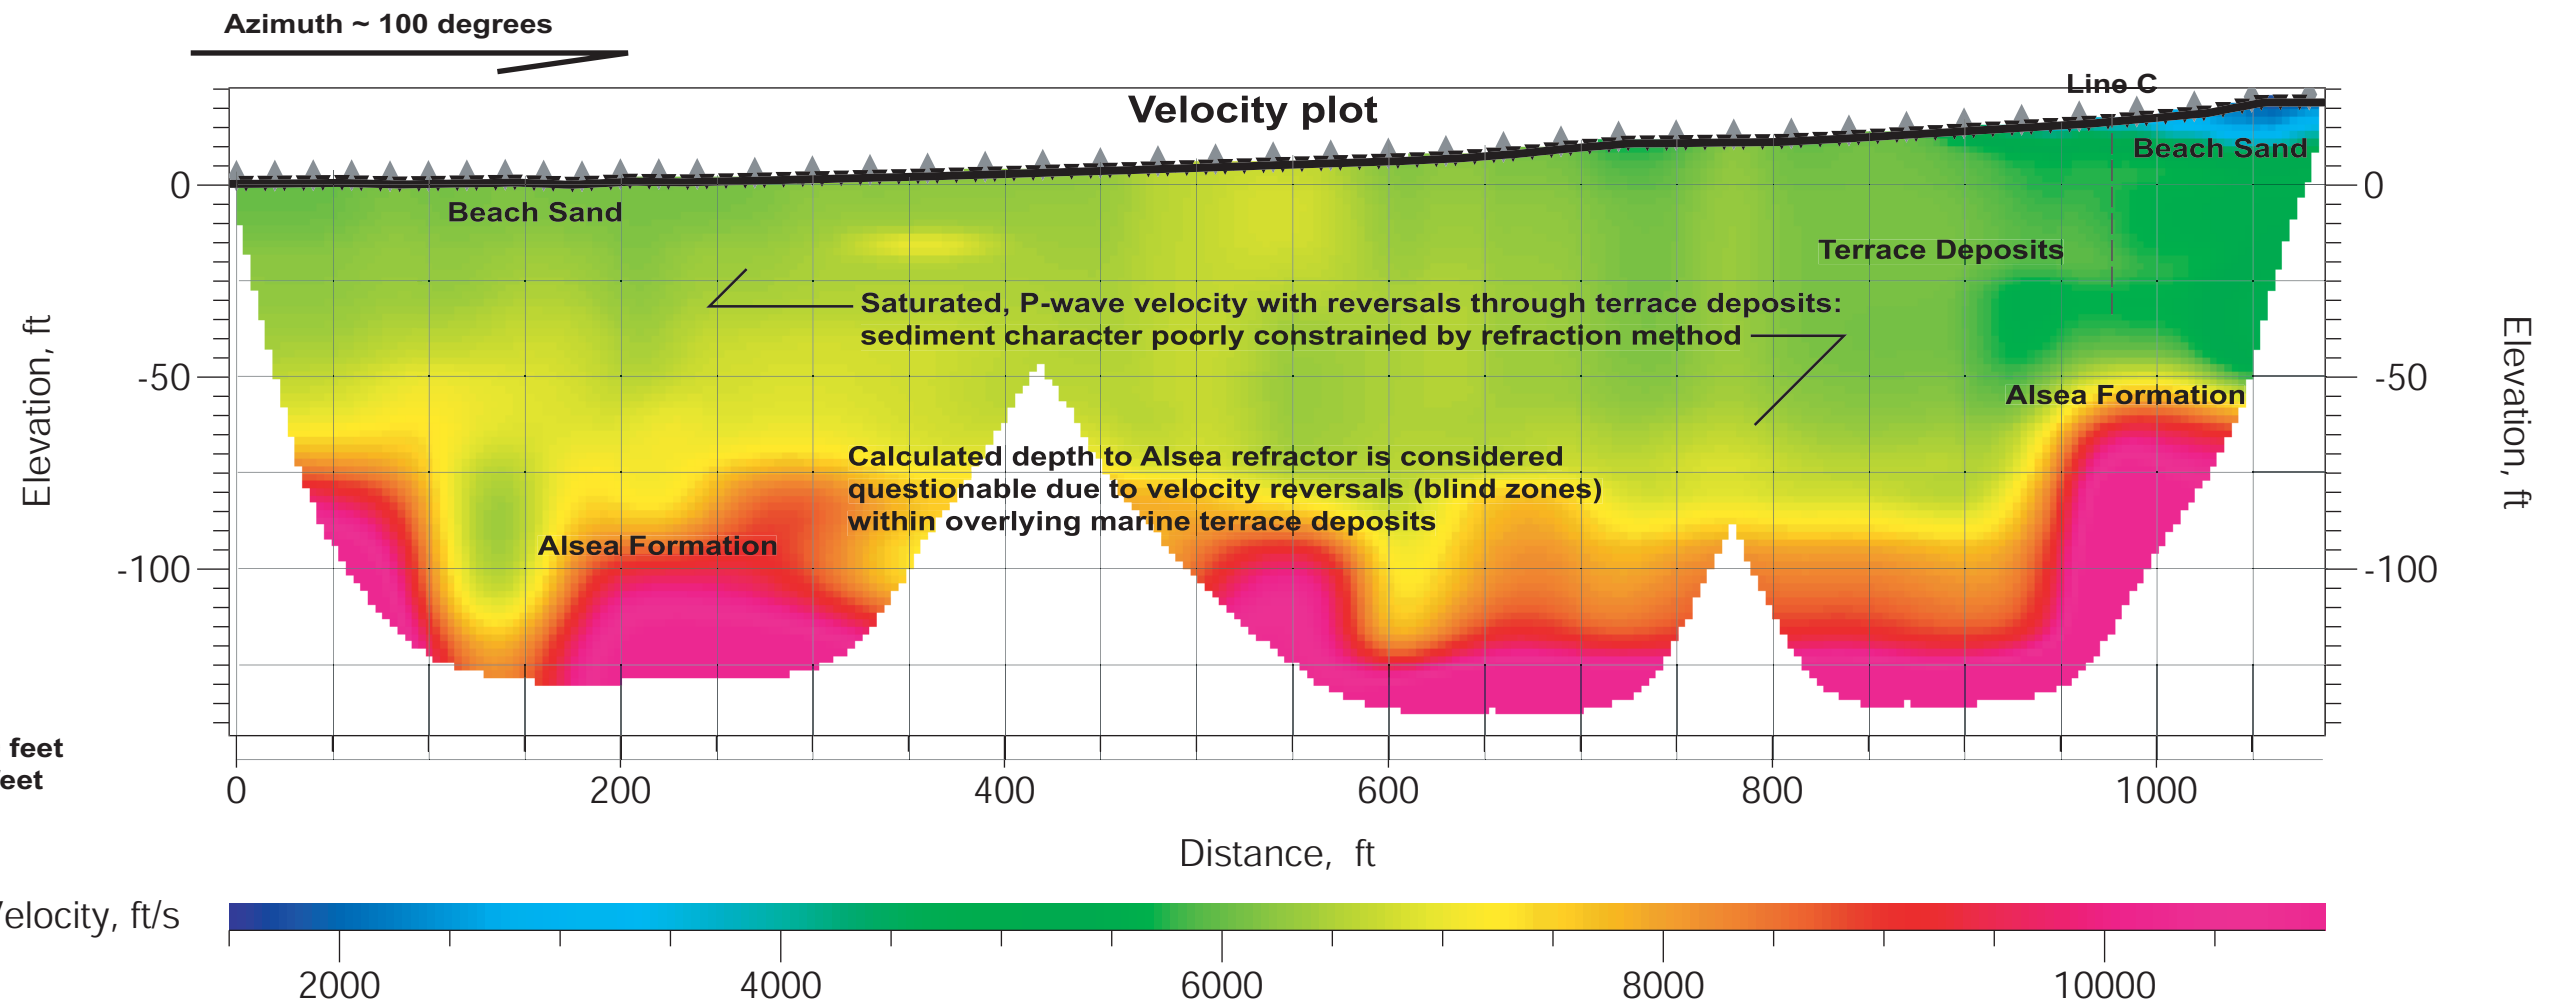 Azimuth ~ 100 degrees
Velocity plot
Line C
Beach Sand
0
0
Beach Sand
Terrace Deposits
Saturated, P-wave velocity with reversals through terrace deposits:
sediment character poorly constrained by refraction method
Elevation, ft
Elevation, ft
-50
-50
Alsea Formation
Calculated depth to Alsea refractor is considered
questionable due to velocity reversals (blind zones)
within overlying marine terrace deposits
Alsea Formation
-100
-100
feet
eet
0 200 400 600 800 1000
Distance, ft
elocity, ft/s
2000 4000 6000 8000 10000